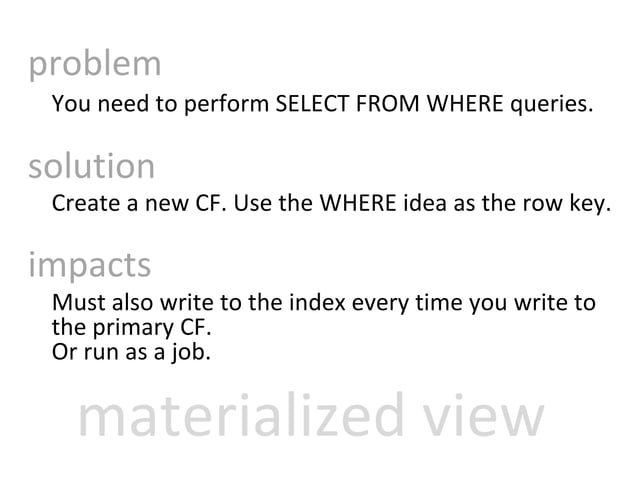 problem
You need to perform SELECT FROM WHERE queries.
solution
Create a new CF. Use the WHERE idea as the row key.
impacts
Must also write to the index every time you write to
the primary CF.
Or run as a job.
materialized view